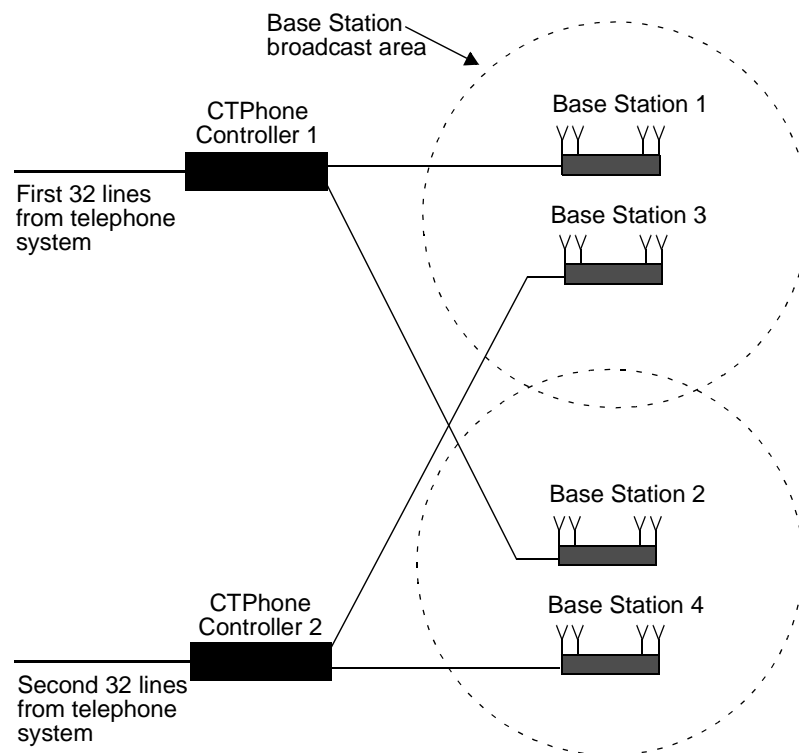 Base Station
broadcast area
CTPhone
Controller 1
Base Station 1
First 32 lines
from telephone
system
Base Station 3
Base Station 2
CTPhone
Controller 2
Base Station 4
Second 32 lines
from telephone
system